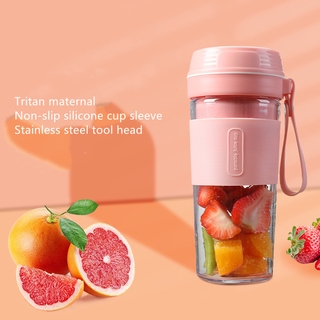 Tritan maternal
Non-slip silicone cup sleeve
Stainless steel tool head